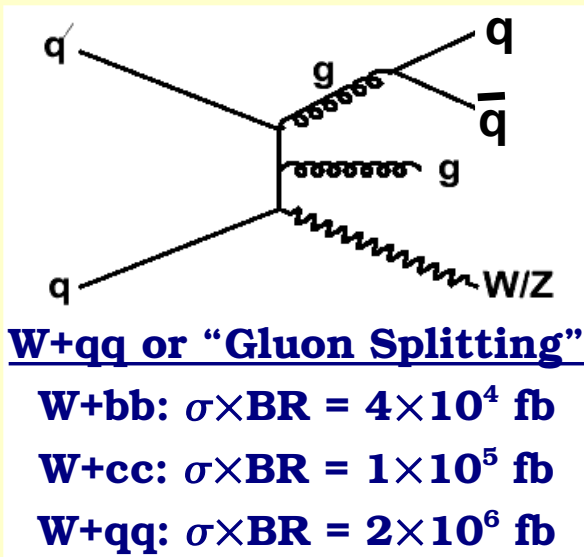 q′
q
g
q̅
g
q
W/Z
W+qq or “Gluon Splitting”
W+bb: σ×BR = 4×10⁴ fb
W+cc: σ×BR = 1×10⁵ fb
W+qq: σ×BR = 2×10⁶ fb